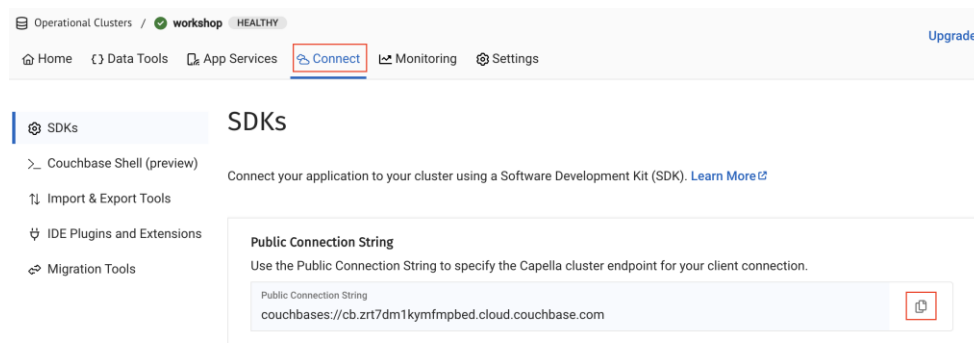 Operational Clusters / workshop HEALTHY
Upgrade
Home {} Data Tools App Services Connect Monitoring Settings
SDKs
SDKs
>_ Couchbase Shell (preview)
Connect your application to your cluster using a Software Development Kit (SDK). Learn More
Import & Export Tools
IDE Plugins and Extensions
Public Connection String
Use the Public Connection String to specify the Capella cluster endpoint for your client connection.
Migration Tools
Public Connection String
couchbases://cb.zrt7dm1kymfmpbed.cloud.couchbase.com